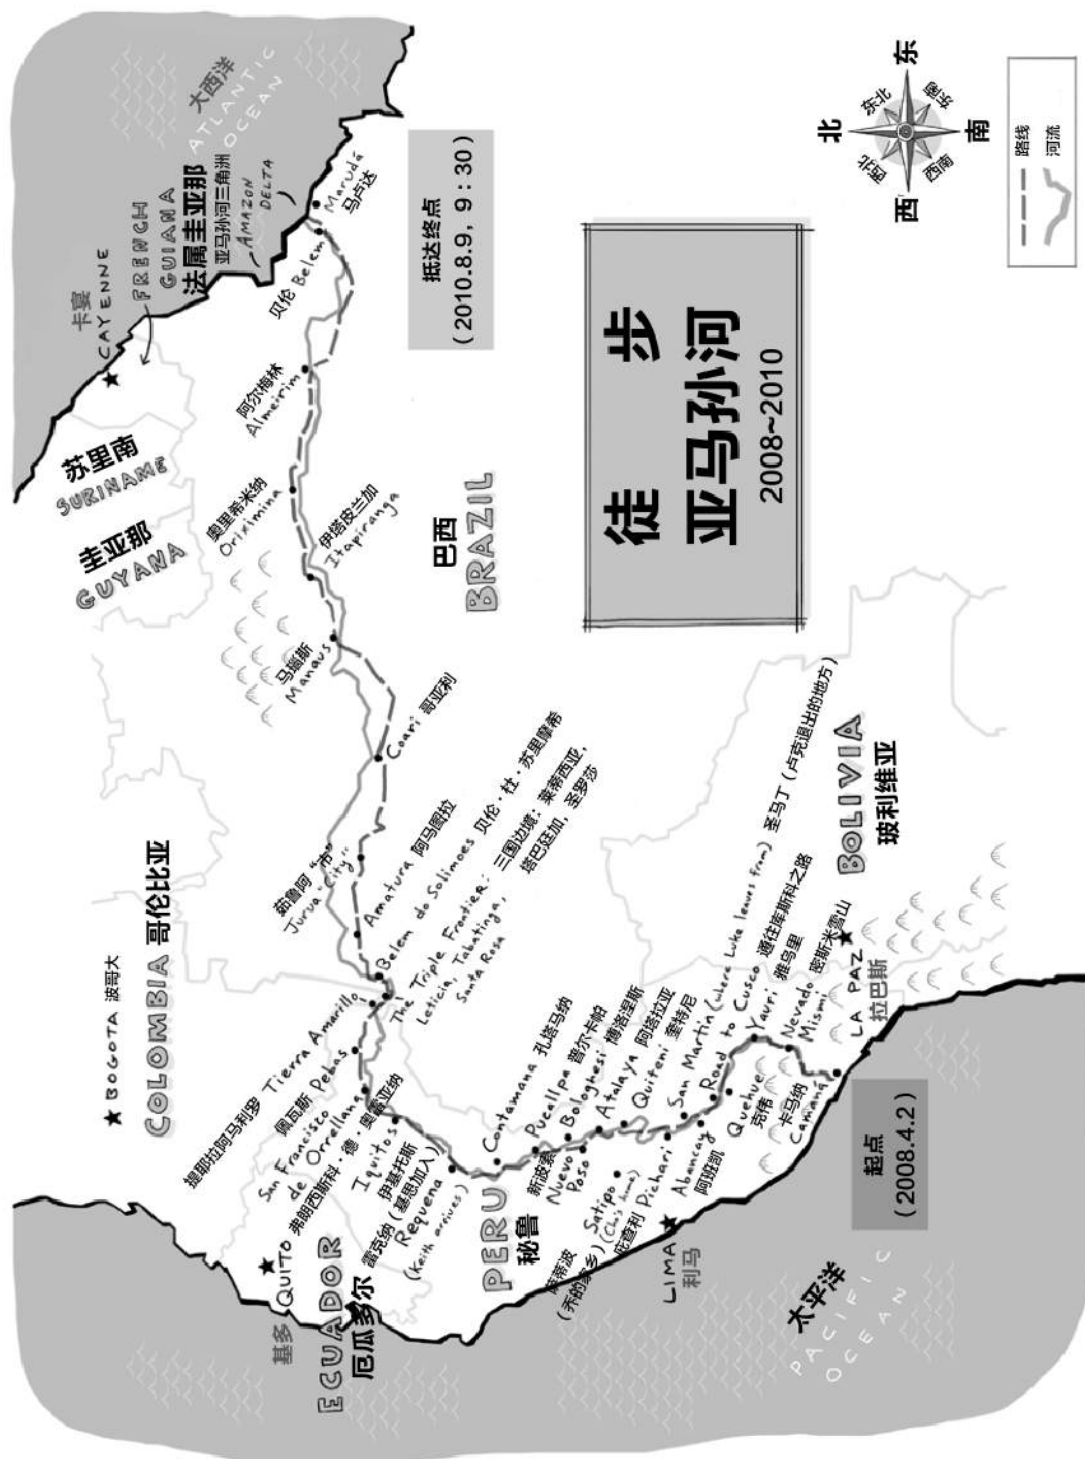 徒步
亚马孙河
2008~2010
北
东北
东
东南
南
西南
西
西北
路线
河流
大西洋
ATLANTIC
OCEAN
卡宴
CAYENNE
FRENCH
GUIANA
法属圭亚那
亚马孙河三角洲
AMAZON
DELTA
Marudá
马卢达
抵达终点
（2010.8.9，9：30）
贝伦 Belem
苏里南
SURINAME
圭亚那
GUYANA
阿尔梅林
Almeirim
奥里希米纳
Oriximina
伊塔皮兰加
Itapiranga
巴西
BRAZIL
马瑙斯
Manaus
Coari 哥亚利
茹鲁阿“市”
Jurua "City"
Amatura 阿马图拉
Belem do Solimoes 贝伦·杜·苏里摩希
The Triple Frontier: 三国边境：莱蒂西亚，
Leticia, Tabatinga, 塔巴廷加，圣罗莎
Santa Rosa
BOGOTA 波哥大
COLOMBIA 哥伦比亚
提耶拉阿马利罗 Tierra Amarillo
佩瓦斯 Pebas
San Francisco
de Orrellana
弗朗西斯科·德·奥雷亚纳
Iquitos
伊基托斯
雷克纳（基思加入）
Requena
(Keith arrives)
基多
QUITO
ECUADOR
厄瓜多尔
PERU
秘鲁
Contamana 孔塔马纳
Pucallpa 普尔卡帕
Bologhesi 博洛涅斯
新波索
Nuevo
Poso
Atalaya 阿塔拉亚
Quiteni 奎特尼
萨蒂波
（乔的家乡）
Satipo
(Cho's home)
庇查利 Pichari
San Martin (where Luke leaves from) 圣马丁（卢克退出的地方）
Abancay
阿班凯
Road to Cusco 通往库斯科之路
Quehue
克伟
Yauri 雅乌里
Nevado
Mismi
密斯米雪山
卡马纳
Camaná
LIMA
利马
LA PAZ
拉巴斯
BOLIVIA
玻利维亚
起点
（2008.4.2）
太平洋
PACIFIC
OCEAN